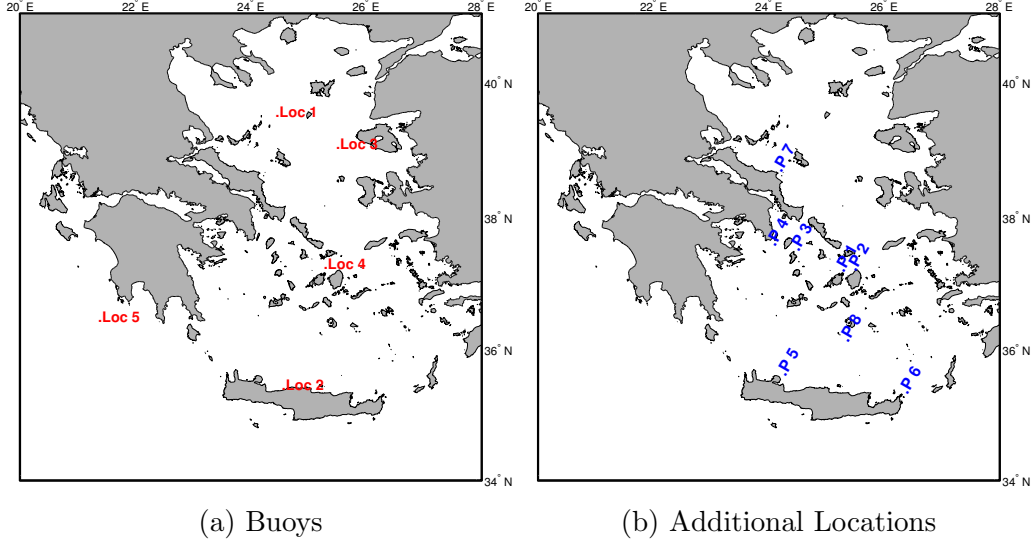 20° E 22° E 24° E 26° E 28° E
40° N
38° N
36° N
34° N
.Loc 1
.Loc 3
.Loc 4
.Loc 5
.Loc 2
(a) Buoys
20° E 22° E 24° E 26° E 28° E
40° N
38° N
36° N
34° N
.P 7
.P 4
.P 3
.P 1
.P 2
.P 8
.P 5
.P 6
(b) Additional Locations